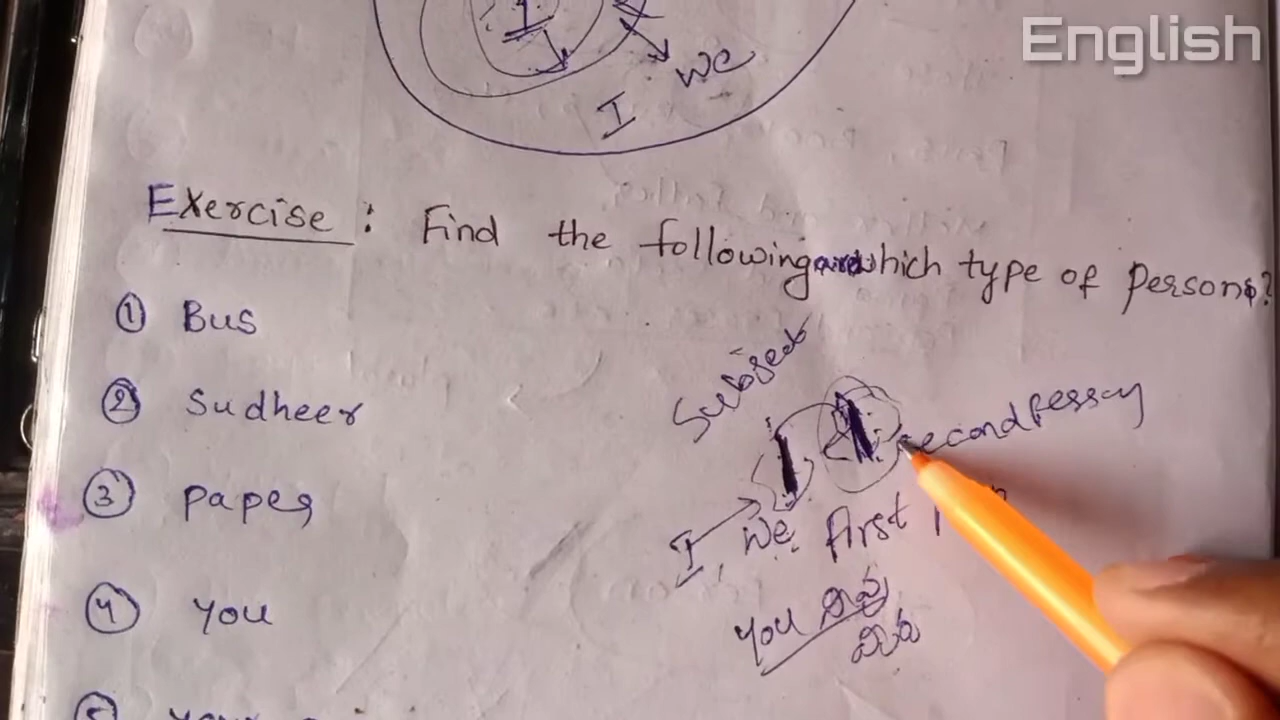 English
I
WE
I
Exercise : Find the following are which type of persons?
① Bus
② Sudheer
③ Paper
④ You
Subject
second
I, We first
You నువ్వు
మీరు